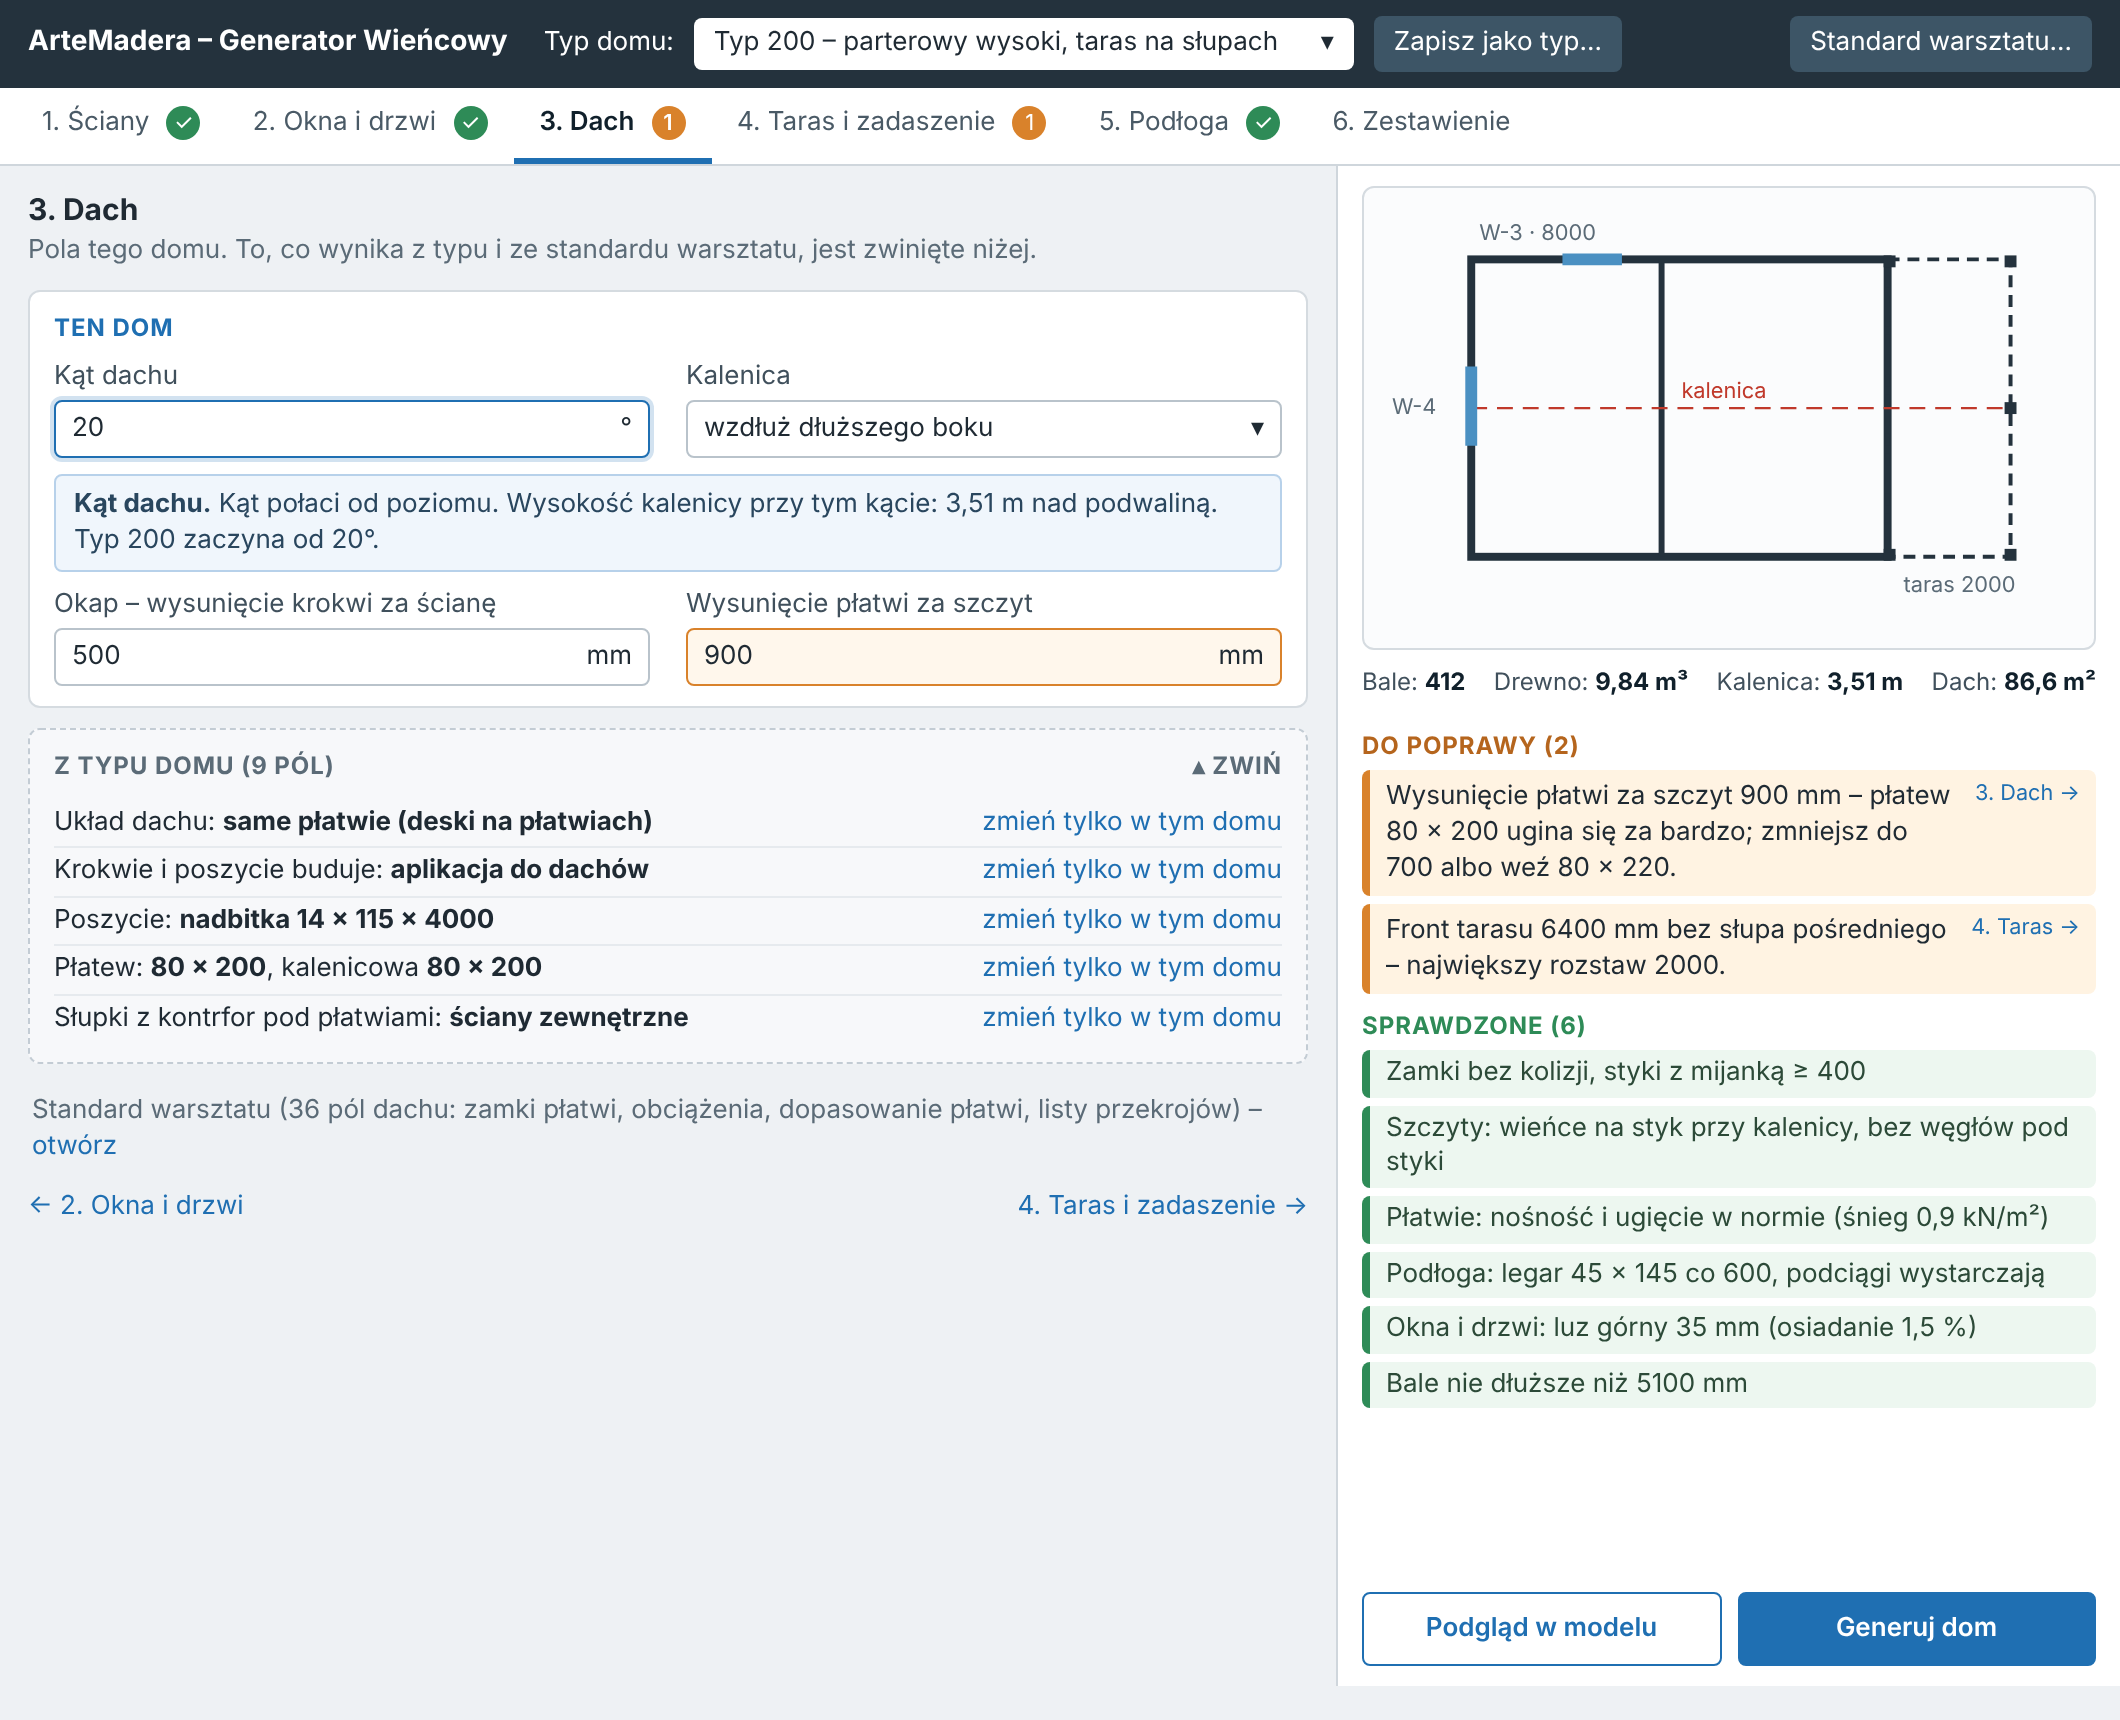 ArteMadera – Generator Wieńcowy
Typ domu:
Typ 200 – parterowy wysoki, taras na słupach ▼
Zapisz jako typ...
Standard warsztatu...
1. Ściany ✓
2. Okna i drzwi ✓
3. Dach 1
4. Taras i zadaszenie 1
5. Podłoga ✓
6. Zestawienie
3. Dach
Pola tego domu. To, co wynika z typu i ze standardu warsztatu, jest zwinięte niżej.
TEN DOM
Kąt dachu
20 °
Kalenica
wzdłuż dłuższego boku ▼
Kąt dachu. Kąt połaci od poziomu. Wysokość kalenicy przy tym kącie: 3,51 m nad podwaliną.
Typ 200 zaczyna od 20°.
Okap – wysunięcie krokwi za ścianę
500 mm
Wysunięcie płatwi za szczyt
900 mm
Z TYPU DOMU (9 PÓL)
▲ ZWIŃ
Układ dachu: same płatwie (deski na płatwiach) zmień tylko w tym domu
Krokwie i poszycie buduje: aplikacja do dachów zmień tylko w tym domu
Poszycie: nadbitka 14 × 115 × 4000 zmień tylko w tym domu
Płatew: 80 × 200, kalenicowa 80 × 200 zmień tylko w tym domu
Słupki z kontrfor pod płatwiami: ściany zewnętrzne zmień tylko w tym domu
Standard warsztatu (36 pól dachu: zamki płatwi, obciążenia, dopasowanie płatwi, listy przekrojów) –
otwórz
← 2. Okna i drzwi
4. Taras i zadaszenie →
W-3 · 8000
W-4
kalenica
taras 2000
Bale: 412 Drewno: 9,84 m³ Kalenica: 3,51 m Dach: 86,6 m²
DO POPRAWY (2)
Wysunięcie płatwi za szczyt 900 mm – płatew
80 × 200 ugina się za bardzo; zmniejsz do
700 albo weź 80 × 220.
3. Dach →
Front tarasu 6400 mm bez słupa pośredniego
– największy rozstaw 2000.
4. Taras →
SPRAWDZONE (6)
Zamki bez kolizji, styki z mijanką ≥ 400
Szczyty: wieńce na styk przy kalenicy, bez węgłów pod
styki
Płatwie: nośność i ugięcie w normie (śnieg 0,9 kN/m²)
Podłoga: legar 45 × 145 co 600, podciągi wystarczają
Okna i drzwi: luz górny 35 mm (osiadanie 1,5 %)
Bale nie dłuższe niż 5100 mm
Podgląd w modelu
Generuj dom